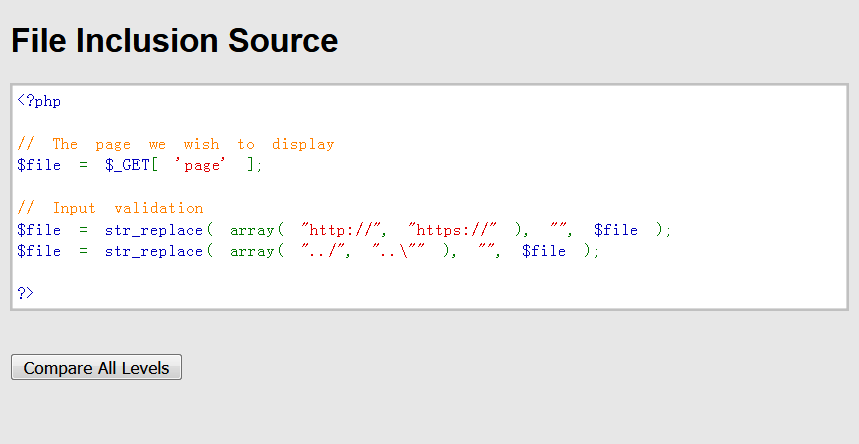 File Inclusion Source
<?php
// The page we wish to display
$file = $_GET[ 'page' ];
// Input validation
$file = str_replace( array( "http://", "https://" ), "", $file );
$file = str_replace( array( "../", "..\"" ), "", $file );
?>
Compare All Levels